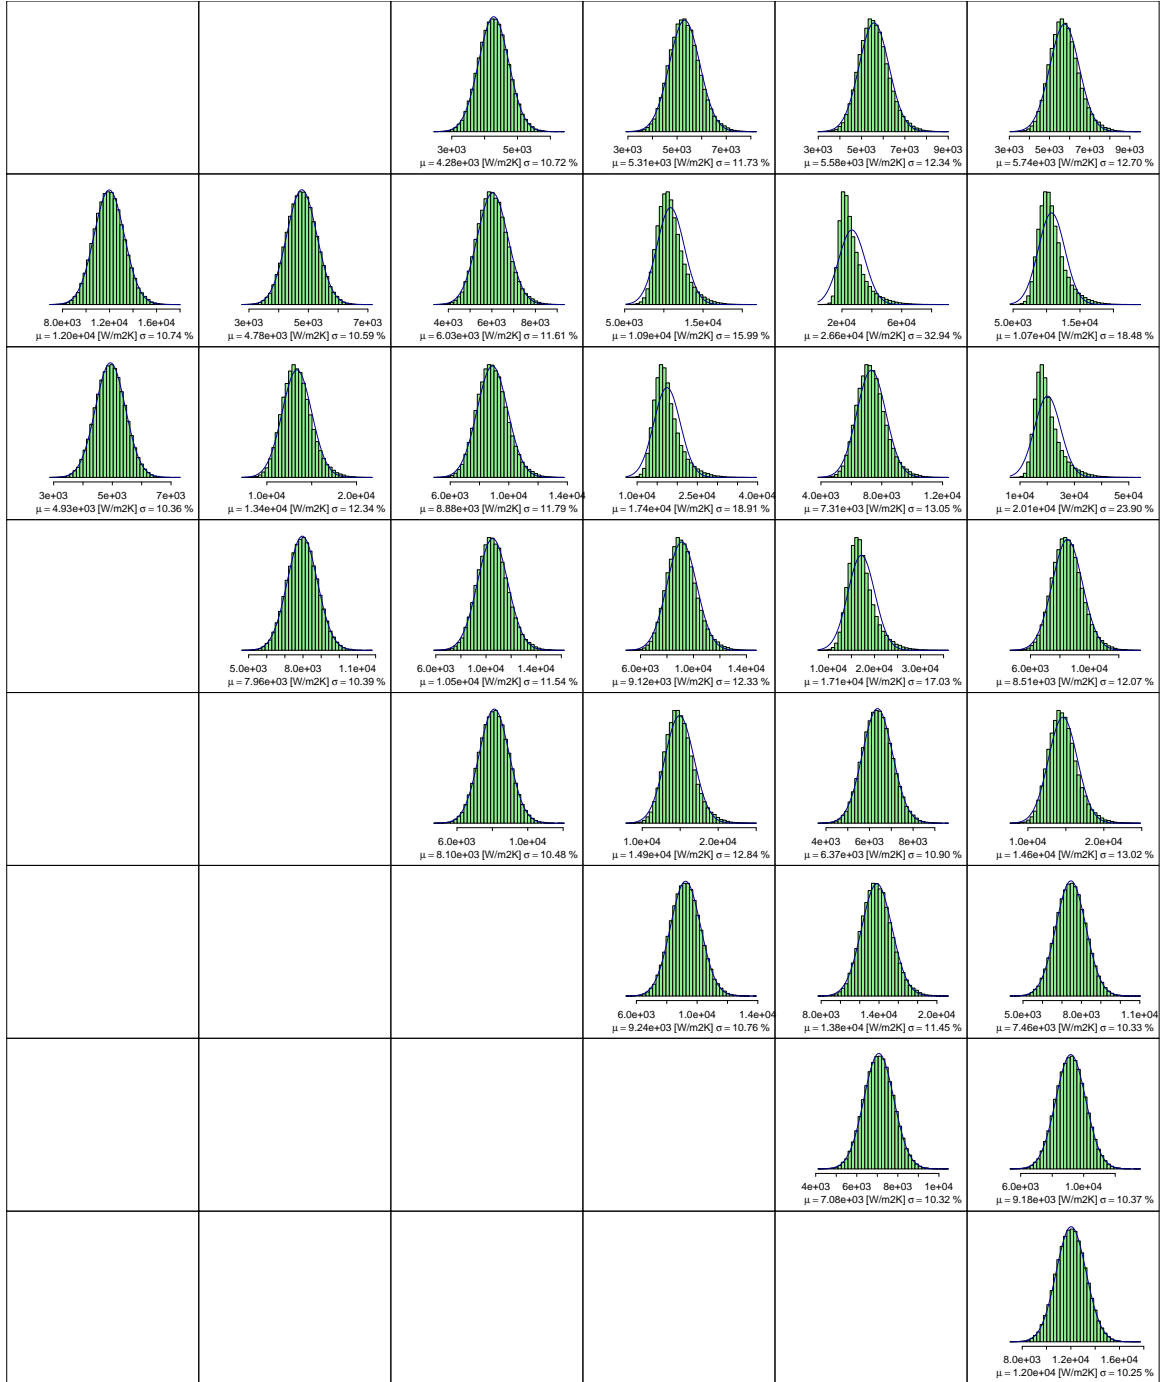 3e+03 5e+03
μ = 4.28e+03 [W/m2K] σ = 10.72 %
3e+03 5e+03 7e+03
μ = 5.31e+03 [W/m2K] σ = 11.73 %
3e+03 5e+03 7e+03 9e+03
μ = 5.58e+03 [W/m2K] σ = 12.34 %
3e+03 5e+03 7e+03 9e+03
μ = 5.74e+03 [W/m2K] σ = 12.70 %
8.0e+03 1.2e+04 1.6e+04
μ = 1.20e+04 [W/m2K] σ = 10.74 %
3e+03 5e+03 7e+03
μ = 4.78e+03 [W/m2K] σ = 10.59 %
4e+03 6e+03 8e+03
μ = 6.03e+03 [W/m2K] σ = 11.61 %
5.0e+03 1.5e+04
μ = 1.09e+04 [W/m2K] σ = 15.99 %
2e+04 6e+04
μ = 2.66e+04 [W/m2K] σ = 32.94 %
5.0e+03 1.5e+04
μ = 1.07e+04 [W/m2K] σ = 18.48 %
3e+03 5e+03 7e+03
μ = 4.93e+03 [W/m2K] σ = 10.36 %
1.0e+04 2.0e+04
μ = 1.34e+04 [W/m2K] σ = 12.34 %
6.0e+03 1.0e+04 1.4e+04
μ = 8.88e+03 [W/m2K] σ = 11.79 %
1.0e+04 2.5e+04 4.0e+04
μ = 1.74e+04 [W/m2K] σ = 18.91 %
4.0e+03 8.0e+03 1.2e+04
μ = 7.31e+03 [W/m2K] σ = 13.05 %
1e+04 3e+04 5e+04
μ = 2.01e+04 [W/m2K] σ = 23.90 %
5.0e+03 8.0e+03 1.1e+04
μ = 7.96e+03 [W/m2K] σ = 10.39 %
6.0e+03 1.0e+04 1.4e+04
μ = 1.05e+04 [W/m2K] σ = 11.54 %
6.0e+03 1.0e+04 1.4e+04
μ = 9.12e+03 [W/m2K] σ = 12.33 %
1.0e+04 2.0e+04 3.0e+04
μ = 1.71e+04 [W/m2K] σ = 17.03 %
6.0e+03 1.0e+04
μ = 8.51e+03 [W/m2K] σ = 12.07 %
6.0e+03 1.0e+04
μ = 8.10e+03 [W/m2K] σ = 10.48 %
1.0e+04 2.0e+04
μ = 1.49e+04 [W/m2K] σ = 12.84 %
4e+03 6e+03 8e+03
μ = 6.37e+03 [W/m2K] σ = 10.90 %
1.0e+04 2.0e+04
μ = 1.46e+04 [W/m2K] σ = 13.02 %
6.0e+03 1.0e+04 1.4e+04
μ = 9.24e+03 [W/m2K] σ = 10.76 %
8.0e+03 1.4e+04 2.0e+04
μ = 1.38e+04 [W/m2K] σ = 11.45 %
5.0e+03 8.0e+03 1.1e+04
μ = 7.46e+03 [W/m2K] σ = 10.33 %
4e+03 6e+03 8e+03 1e+04
μ = 7.08e+03 [W/m2K] σ = 10.32 %
6.0e+03 1.0e+04
μ = 9.18e+03 [W/m2K] σ = 10.37 %
8.0e+03 1.2e+04 1.6e+04
μ = 1.20e+04 [W/m2K] σ = 10.25 %